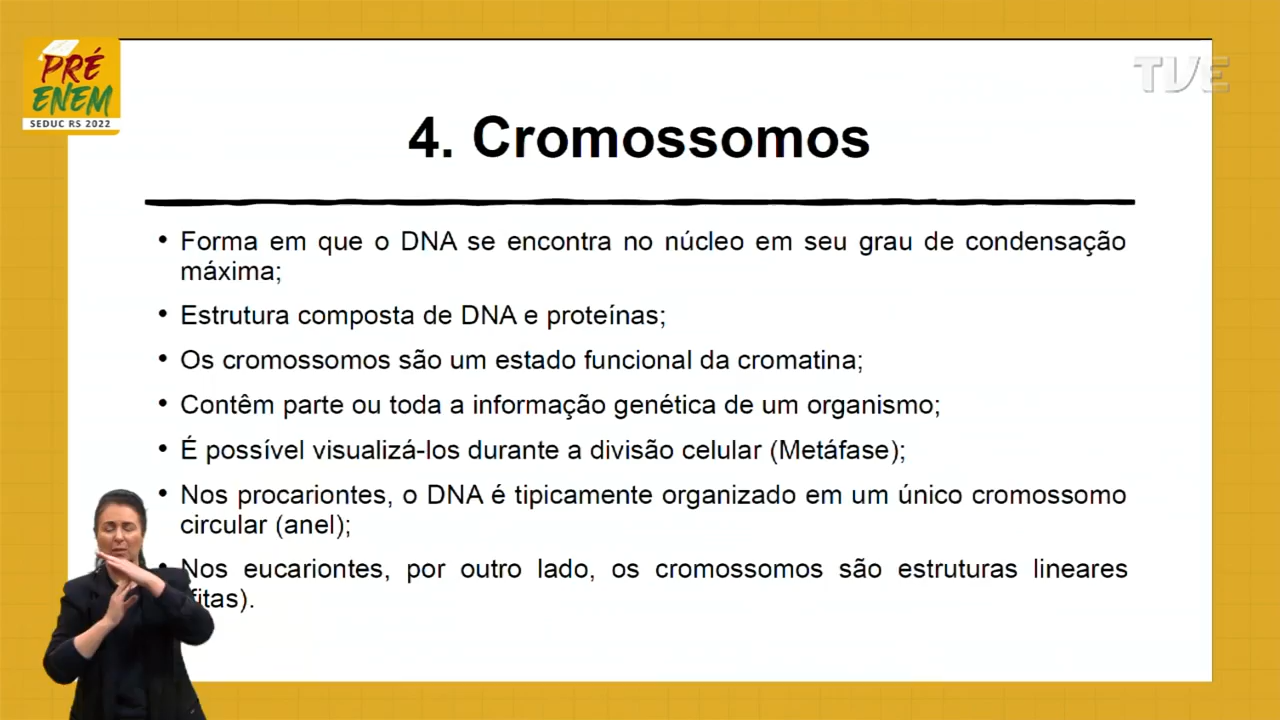 PRÉ
ENEM
SEDUC RS 2022
TVE
4. Cromossomos
• Forma em que o DNA se encontra no núcleo em seu grau de condensação
máxima;
• Estrutura composta de DNA e proteínas;
• Os cromossomos são um estado funcional da cromatina;
• Contêm parte ou toda a informação genética de um organismo;
• É possível visualizá-los durante a divisão celular (Metáfase);
• Nos procariontes, o DNA é tipicamente organizado em um único cromossomo
circular (anel);
• Nos eucariontes, por outro lado, os cromossomos são estruturas lineares
fitas).